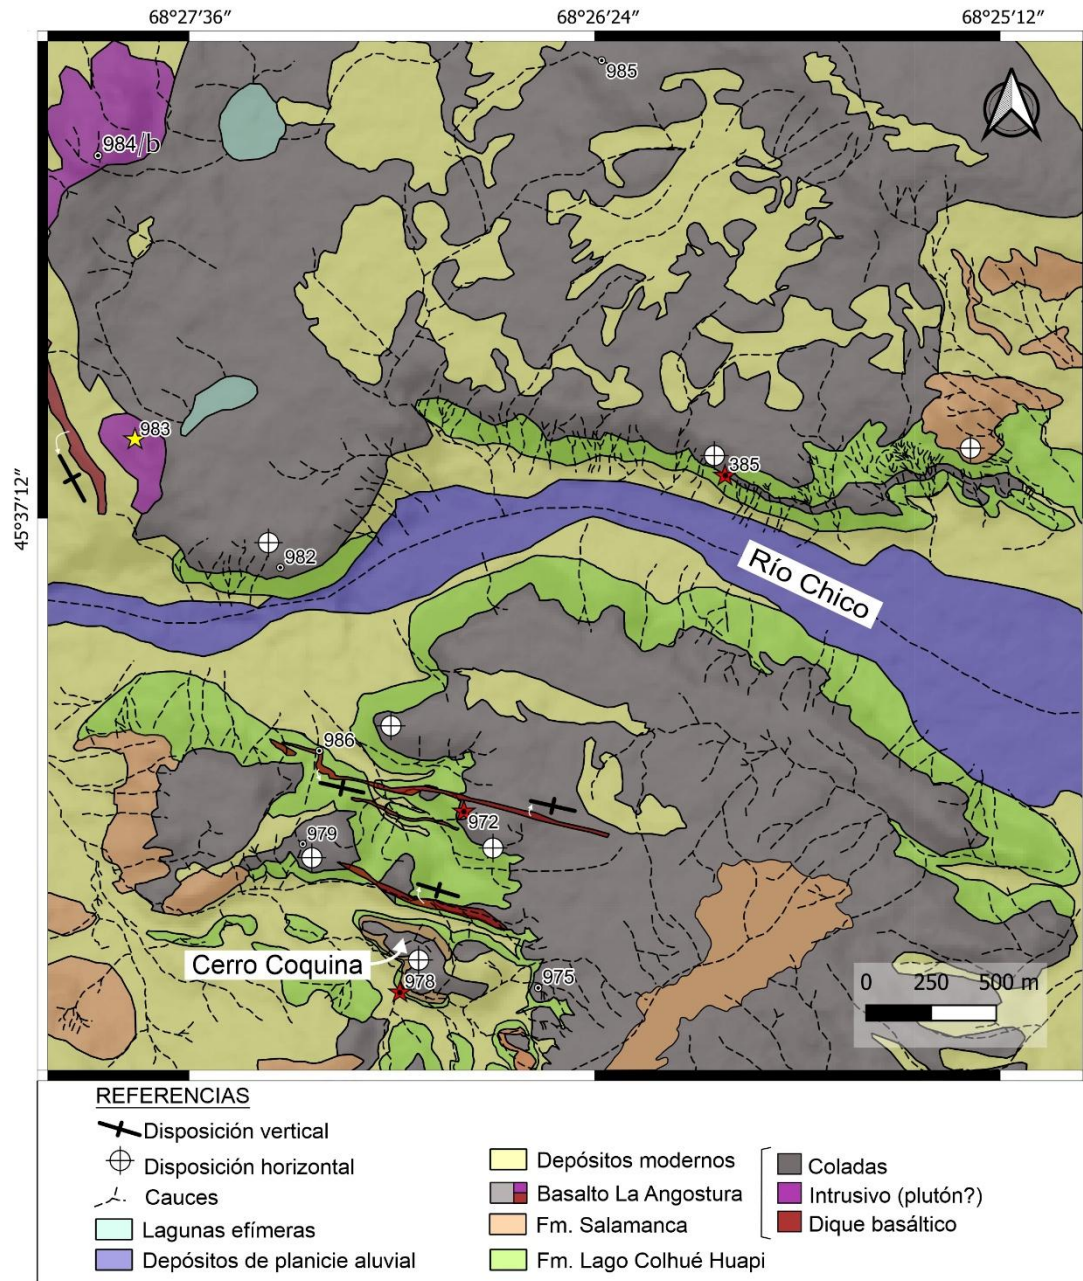 68°27'36" 68°26'24" 68°25'12"
985
984/b
983
385
45°37'12"
982
Río Chico
986
972
979
Cerro Coquina
978
975
0 250 500 m
REFERENCIAS
Disposición vertical
Disposición horizontal
Cauces
Lagunas efímeras
Depósitos de planicie aluvial
Depósitos modernos
Basalto La Angostura
Fm. Salamanca
Fm. Lago Colhué Huapi
Coladas
Intrusivo (plutón?)
Dique basáltico